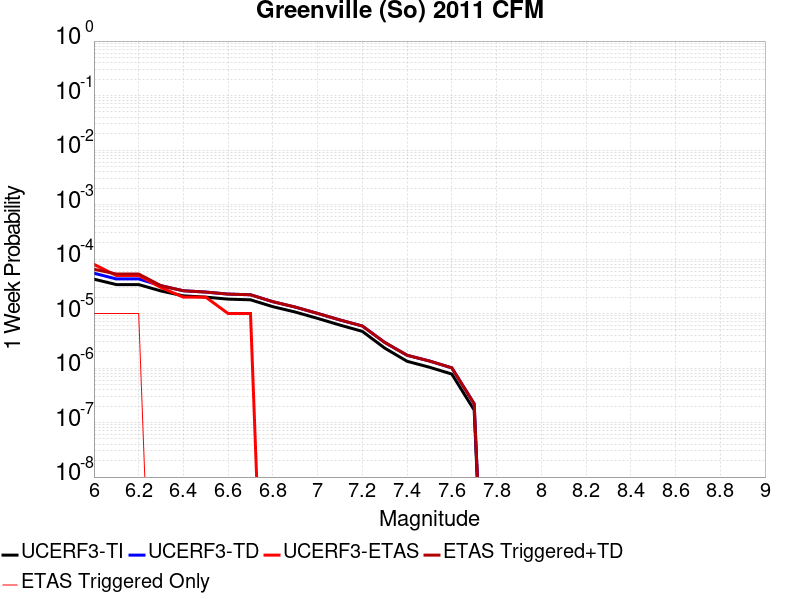 Greenville (So) 2011 CFM
10^0
10^-1
10^-2
10^-3
10^-4
10^-5
10^-6
10^-7
10^-8
1 Week Probability
6 6.2 6.4 6.6 6.8 7 7.2 7.4 7.6 7.8 8 8.2 8.4 8.6 8.8 9
Magnitude
UCERF3-TI UCERF3-TD UCERF3-ETAS ETAS Triggered+TD
ETAS Triggered Only